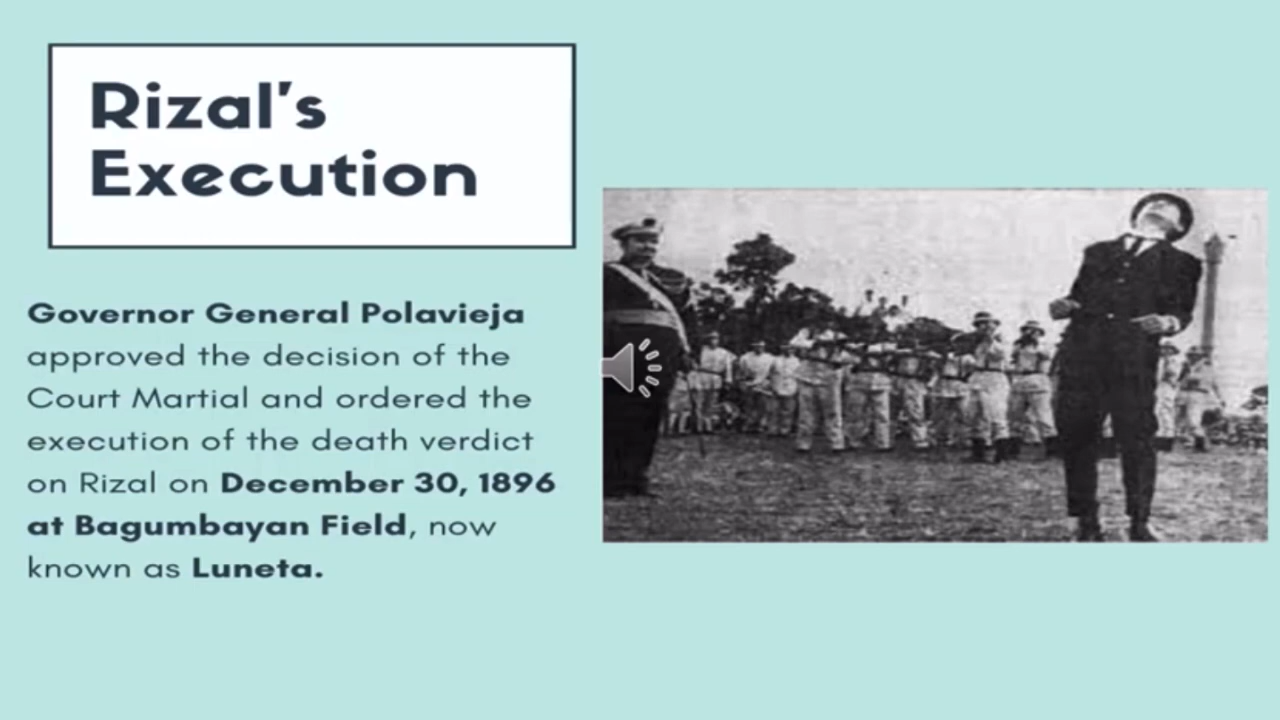 Rizal's
Execution
Governor General Polavieja
approved the decision of the
Court Martial and ordered the
execution of the death verdict
on Rizal on December 30, 1896
at Bagumbayan Field, now
known as Luneta.